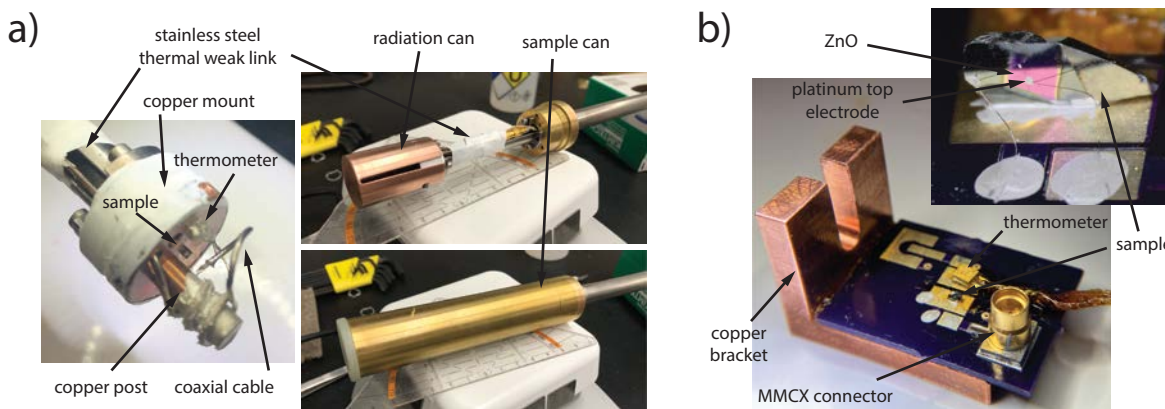 a)
stainless steel
thermal weak link
radiation can
sample can
copper mount
thermometer
sample
copper post
coaxial cable
b)
ZnO
platinum top
electrode
thermometer
sample
copper
bracket
MMCX connector